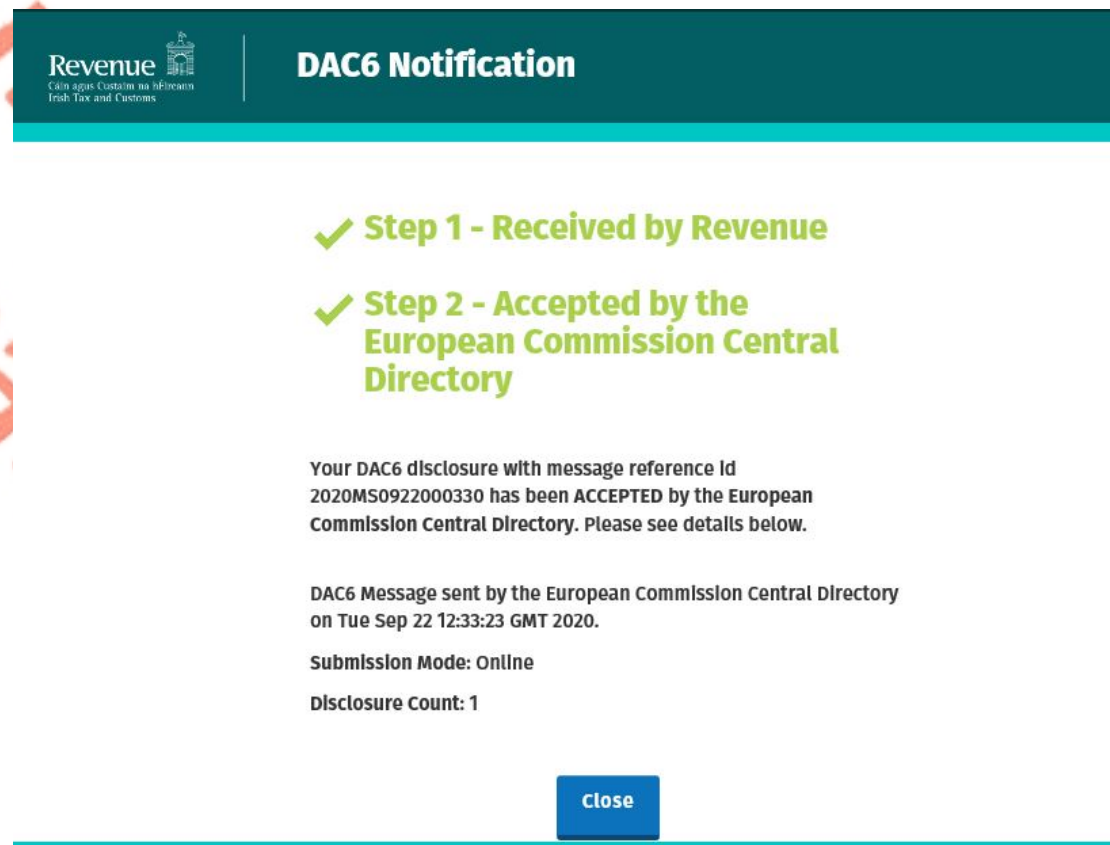 Revenue
Cáin agus Custaim na hÉireann
Irish Tax and Customs
DAC6 Notification
Step 1 - Received by Revenue
Step 2 - Accepted by the
European Commission Central
Directory
Your DAC6 disclosure with message reference id
2020MS0922000330 has been ACCEPTED by the European
Commission Central Directory. Please see details below.
DAC6 Message sent by the European Commission Central Directory
on Tue Sep 22 12:33:23 GMT 2020.
Submission Mode: Online
Disclosure Count: 1
Close